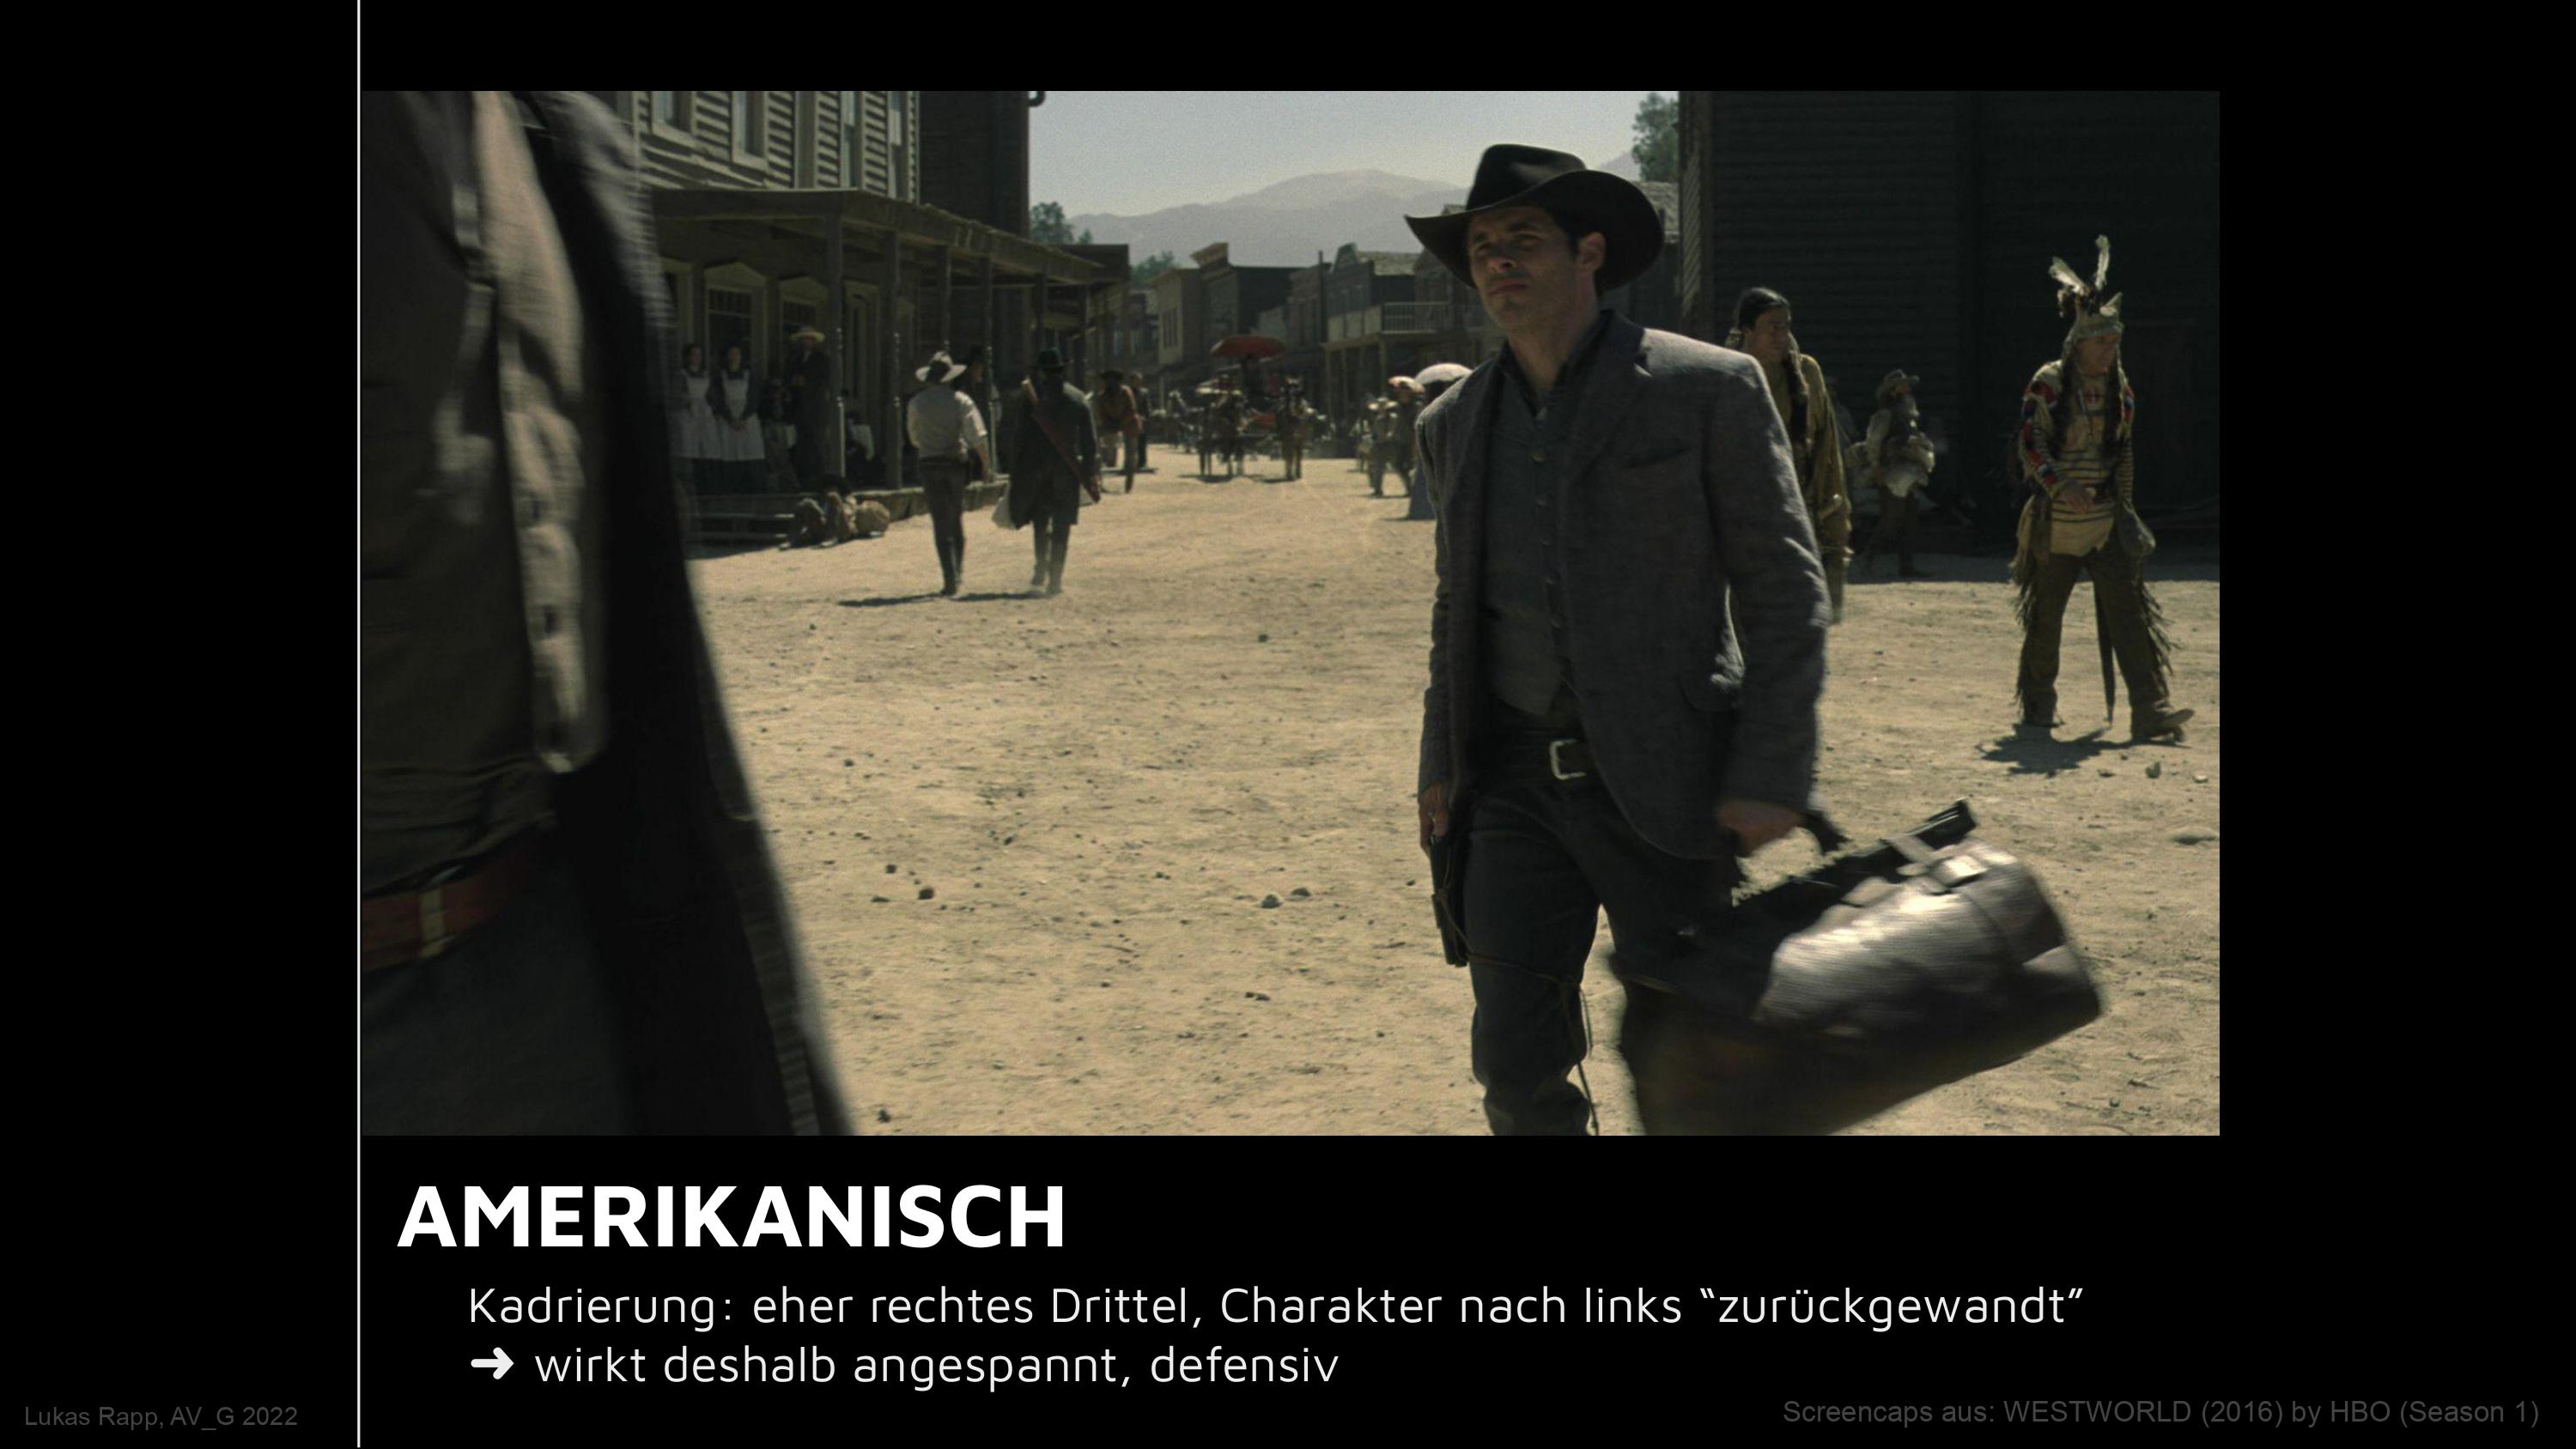 AMERIKANISCH
Kadrierung: eher rechtes Drittel, Charakter nach links “zurückgewandt”
➜ wirkt deshalb angespannt, defensiv
Lukas Rapp, AV_G 2022
Screencaps aus: WESTWORLD (2016) by HBO (Season 1)